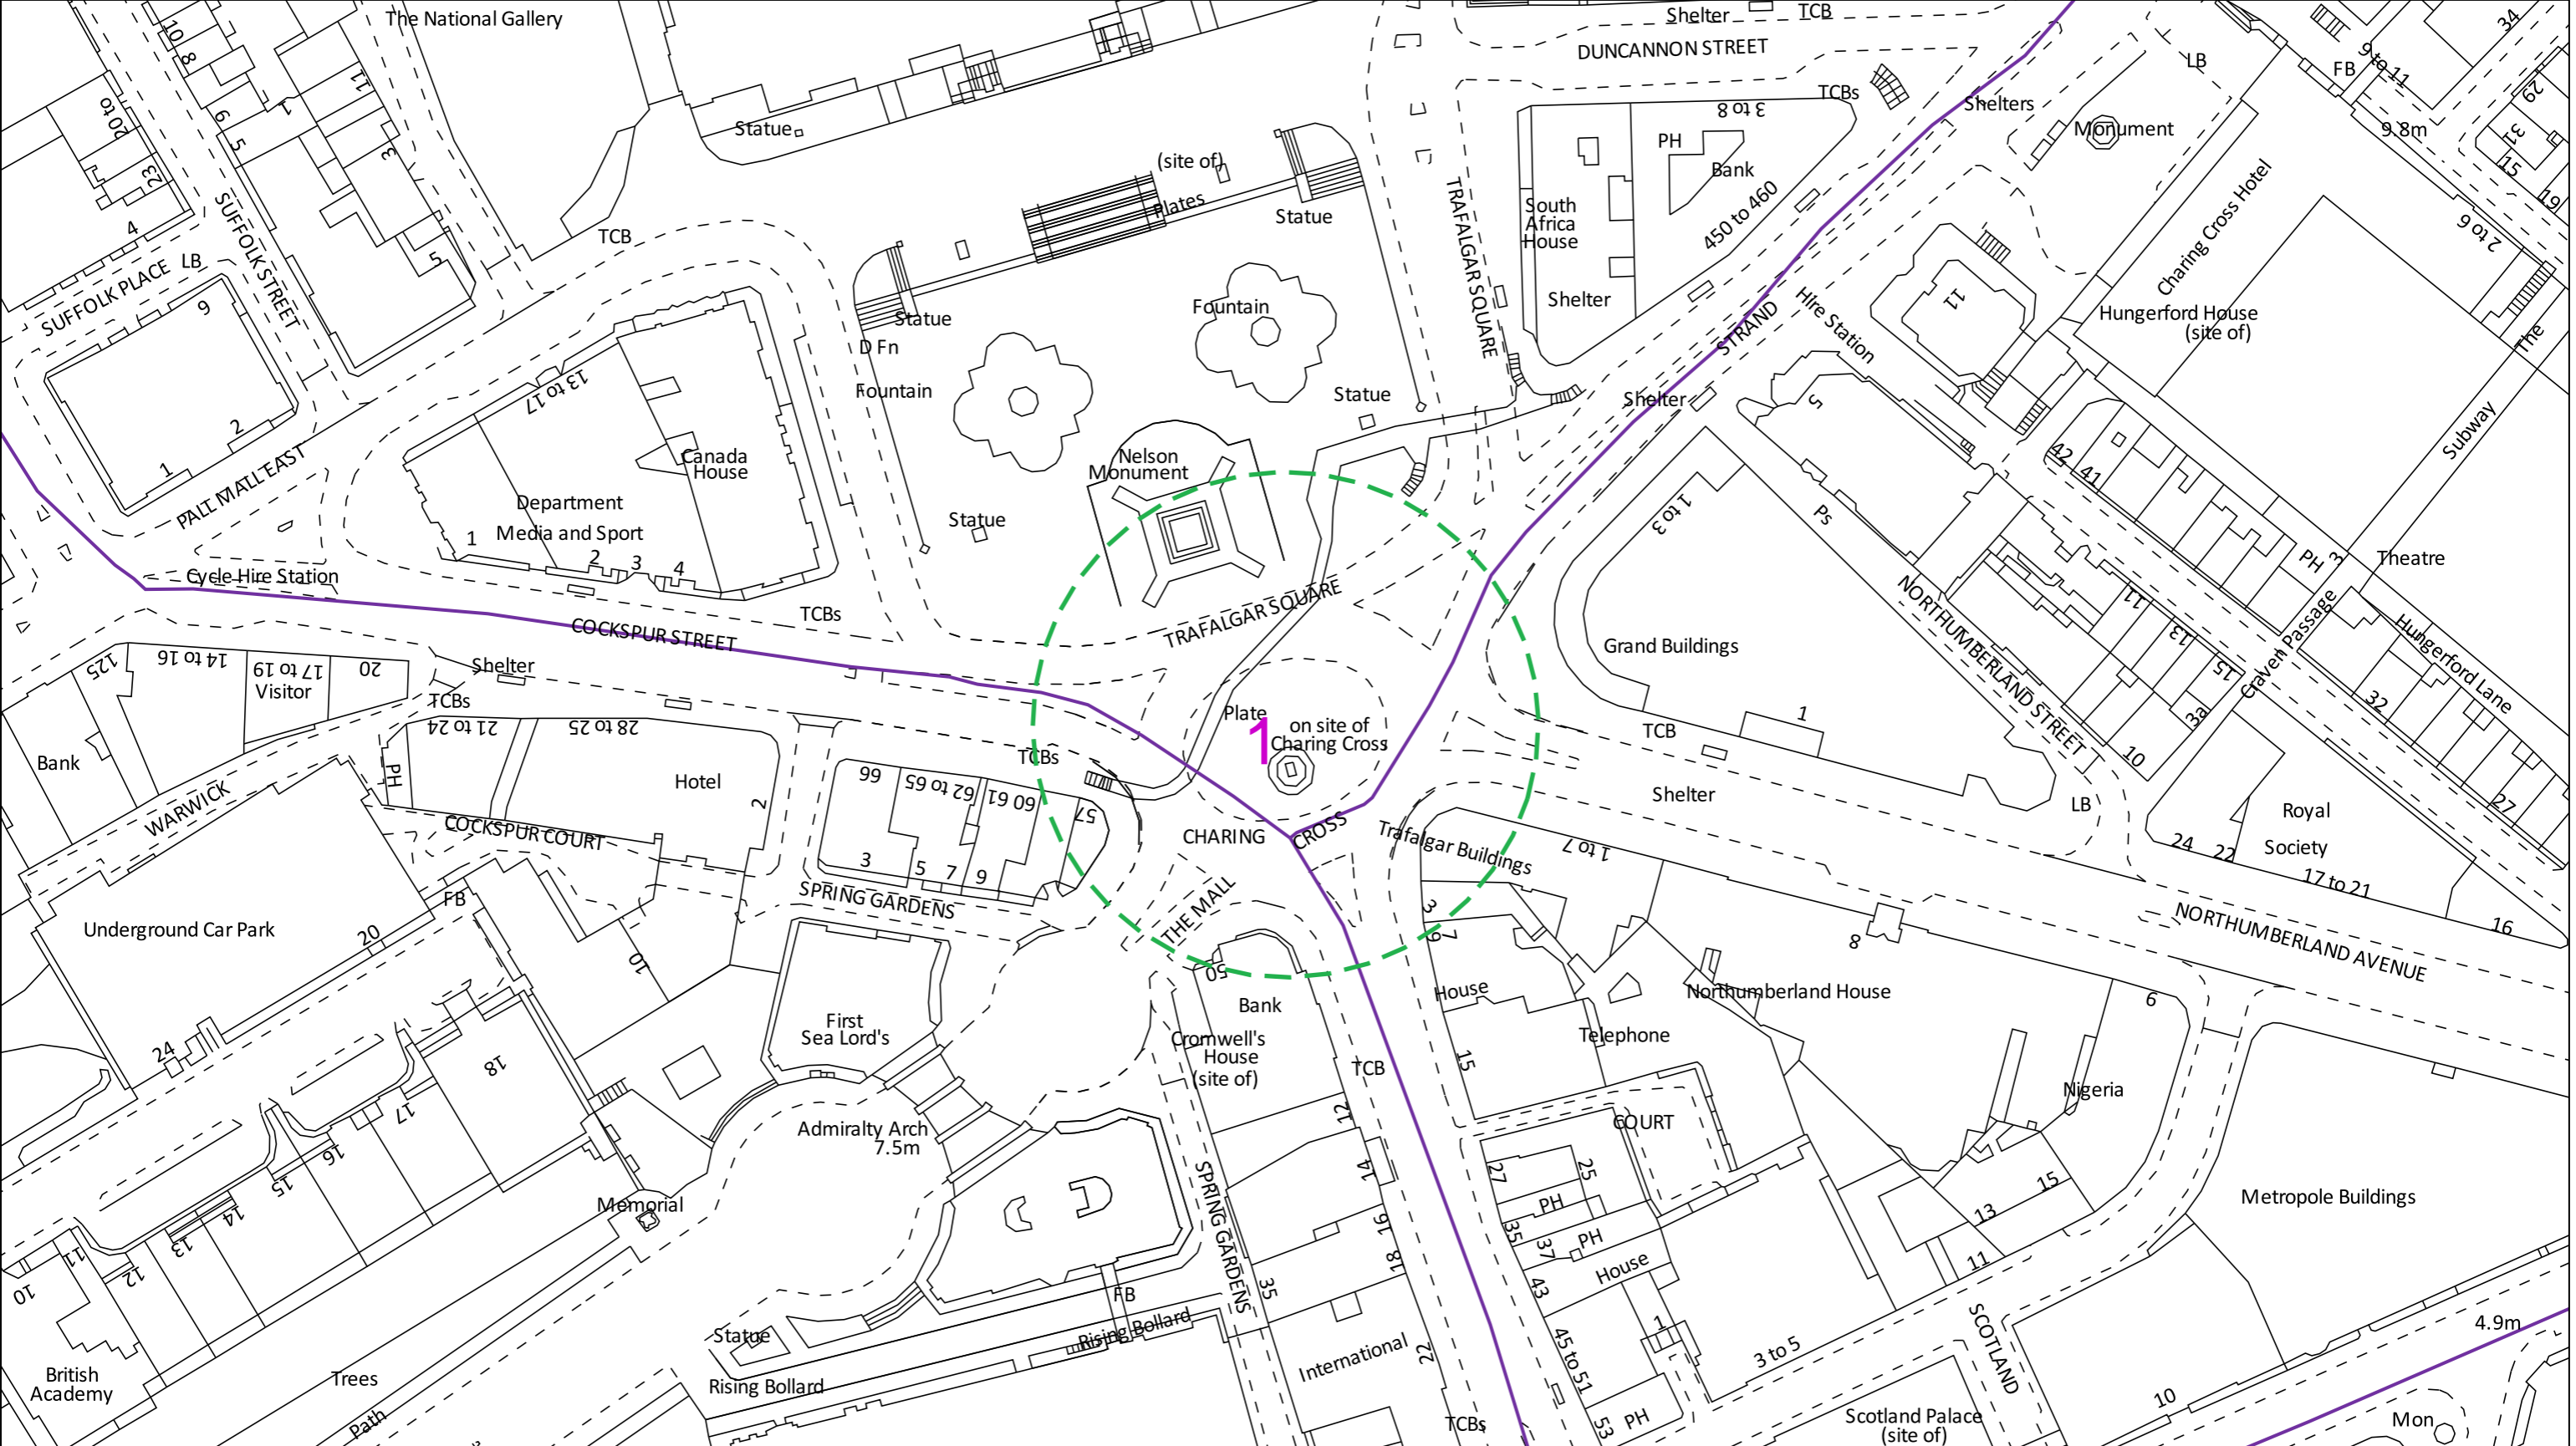 The National Gallery
Shelter
TCB
DUNCANNON STREET
10
8
6
5
1
11
3
5
20 to
23
4
34
LB
FB
9 to 11
29
31
15
19
9.8m
TCBs
Shelters
Monument
Statue
3 to 8
PH
Bank
450 to 460
South
Africa
House
Shelter
(site of)
Plates
Statue
TRAFALGAR SQUARE
SUFFOLK STREET
SUFFOLK PLACE
LB
9
2
1
TCB
PALL MALL EAST
13 to 17
Canada
House
Department
Media and Sport
1
2
3
4
Statue
D Fn
Fountain
Fountain
Statue
Nelson
Monument
Statue
STRAND
Hire Station
Shelter
11
Charing Cross Hotel
Hungerford House
(site of)
2 to 6
The
Subway
5
42
41
Ps
1 to 3
PH
3
Theatre
Cycle Hire Station
COCKSPUR STREET
TCBs
TRAFALGAR SQUARE
Grand Buildings
NORTHUMBERLAND STREET
11
13
15
3a
10
Craven Passage
Hungerford Lane
32
27
125
14 to 16
17 to 19
Visitor
20
Shelter
TCBs
Bank
21 to 24
25 to 28
PH
Hotel
2
WARWICK
COCKSPUR COURT
66
62 to 65
60 61
57
TCBs
3
5
7
9
SPRING GARDENS
Plate
on site of
Charing Cross
1
CHARING
CROSS
THE MALL
TCB
1
Shelter
Trafalgar Buildings
1 to 7
LB
Royal
Society
24
22
17 to 21
16
NORTHUMBERLAND AVENUE
Underground Car Park
FB
20
24
10
18
17
16
15
14
13
12
11
10
First
Sea Lord's
Admiralty Arch
7.5m
Memorial
50
Bank
Cromwell's
House
(site of)
TCB
3
7
9
House
15
Northumberland House
Telephone
8
6
Nigeria
COURT
12
14
16
18
22
27
25
PH
35
37
PH
43
House
45 to 51
53
PH
1
3 to 5
11
13
15
Metropole Buildings
SPRING GARDENS
35
FB
Rising Bollard
Statue
Rising Bollard
International
TCBs
British
Academy
Trees
Path
SCOTLAND
Scotland Palace
(site of)
10
4.9m
Mon